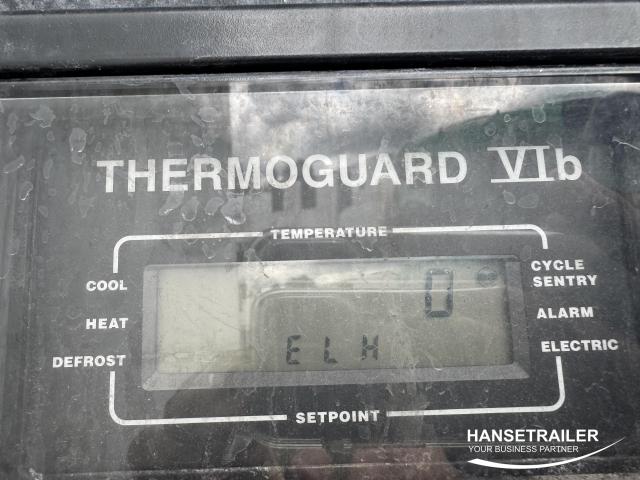 THERMOGUARD VIb
TEMPERATURE
COOL
HEAT
DEFROST
CYCLE
SENTRY
ALARM
ELECTRIC
0
ELH
SETPOINT
HANSETRAILER
YOUR BUSINESS PARTNER